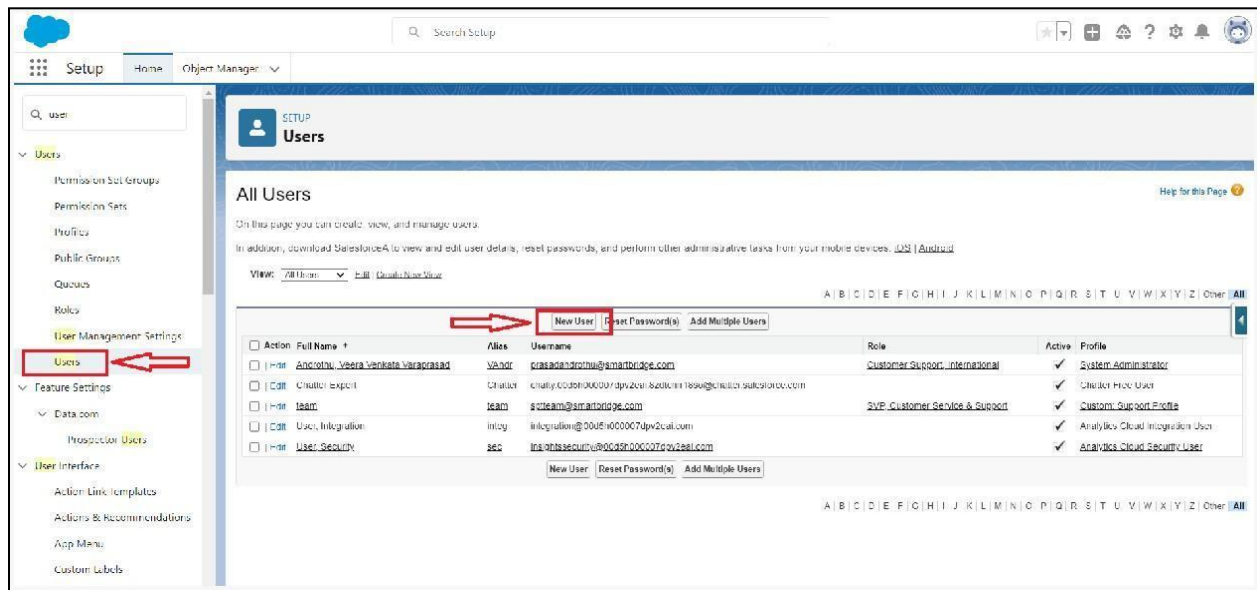 Search Setup
Setup Home Object Manager
user
Users
Permission Set Groups
Permission Sets
Profiles
Public Groups
Queues
Roles
User Management Settings
Users
Feature Settings
Data.com
Prospector Users
User Interface
Action Link Templates
Actions & Recommendations
App Menu
Custom Labels
SETUP
Users
All Users
Help for this Page
On this page you can create, view, and manage users.
In addition, download SalesforceA to view and edit user details, reset passwords, and perform other administrative tasks from your mobile devices. iOS | Android
View: All Users Edit | Create New View
A | B | C | D | E | F | G | H | I | J | K | L | M | N | O | P | Q | R | S | T | U | V | W | X | Y | Z | Other | All
New User Reset Password(s) Add Multiple Users
Action Full Name Alias Username Role Active Profile
Edit Androthu, Veera Venkata Varaprasad VAndr prasadandrothu@smartbridge.com Customer Support, International System Administrator
Edit Chatter Expert Chatter Chatter Free User
Edit team team spteam@smartbridge.com SVP, Customer Service & Support Custom: Support Profile
Edit User, Integration integ integration@00d5h000007dpv2eai.com Analytics Cloud Integration User
Edit User, Security sec insightssecurity@00d5h000007dpv2eai.com Analytics Cloud Security User
New User Reset Password(s) Add Multiple Users
A | B | C | D | E | F | G | H | I | J | K | L | M | N | O | P | Q | R | S | T | U | V | W | X | Y | Z | Other | All